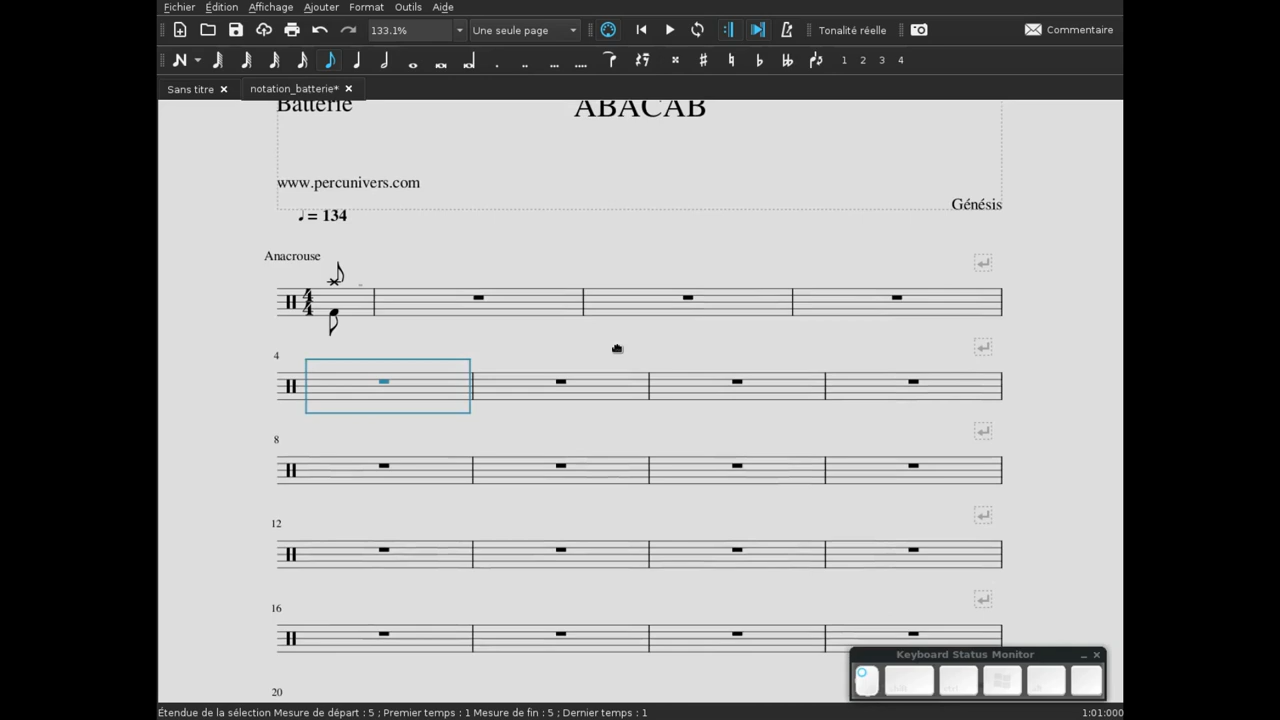 Fichier Édition Affichage Ajouter Format Outils Aide
133.1% Une seule page Tonalité réelle Commentaire
1 2 3 4
Sans titre notation_batterie*
Batterie ABACAB
www.percunivers.com
Génésis
= 134
Anacrouse
4
4
4
8
12
16
Keyboard Status Monitor
20
Étendue de la sélection Mesure de départ : 5 ; Premier temps : 1 Mesure de fin : 5 ; Dernier temps : 1 1:01:000